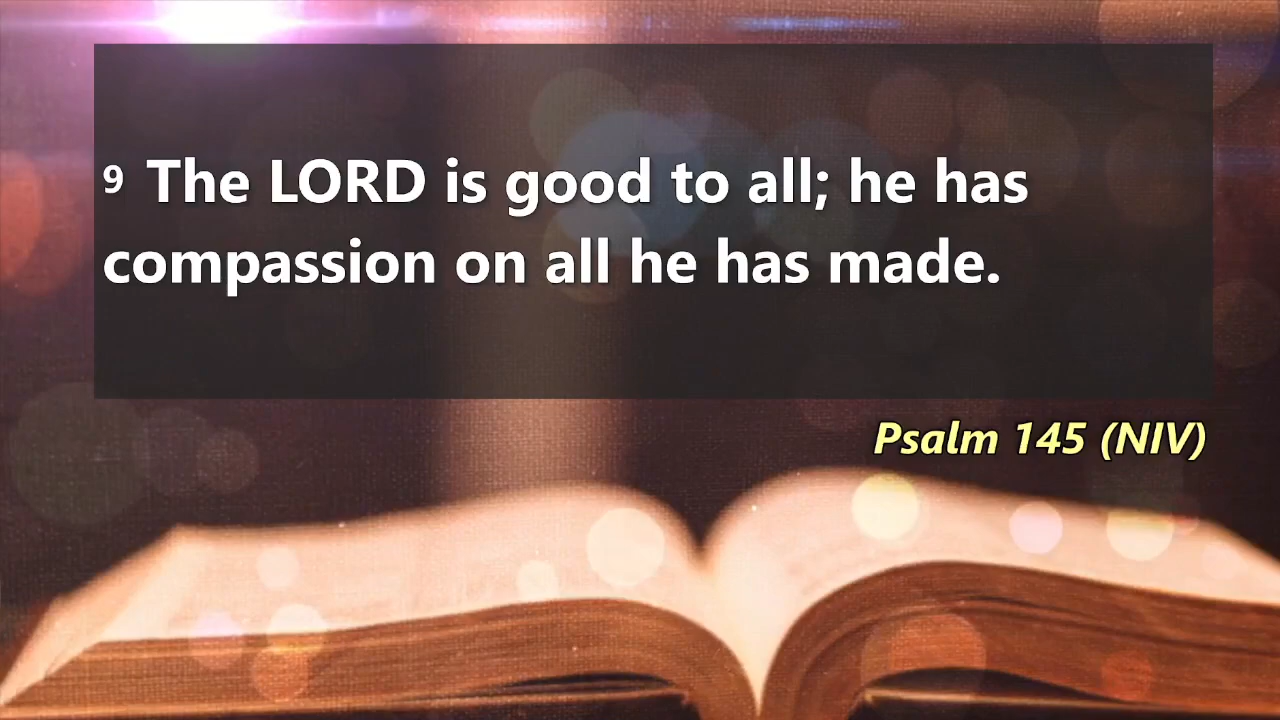 9 The LORD is good to all; he has
compassion on all he has made.
Psalm 145 (NIV)